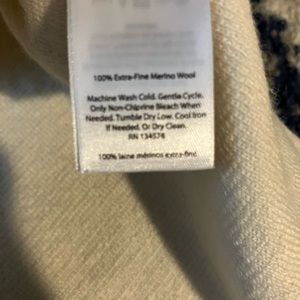 100% Extra-Fine Merino Wool
Machine Wash Cold. Gentle Cycle.
Only Non-Chlorine Bleach When
Needed. Tumble Dry Low. Cool Iron
If Needed. Or Dry Clean.
RN 134574
100% laine mérinos extra-fine.